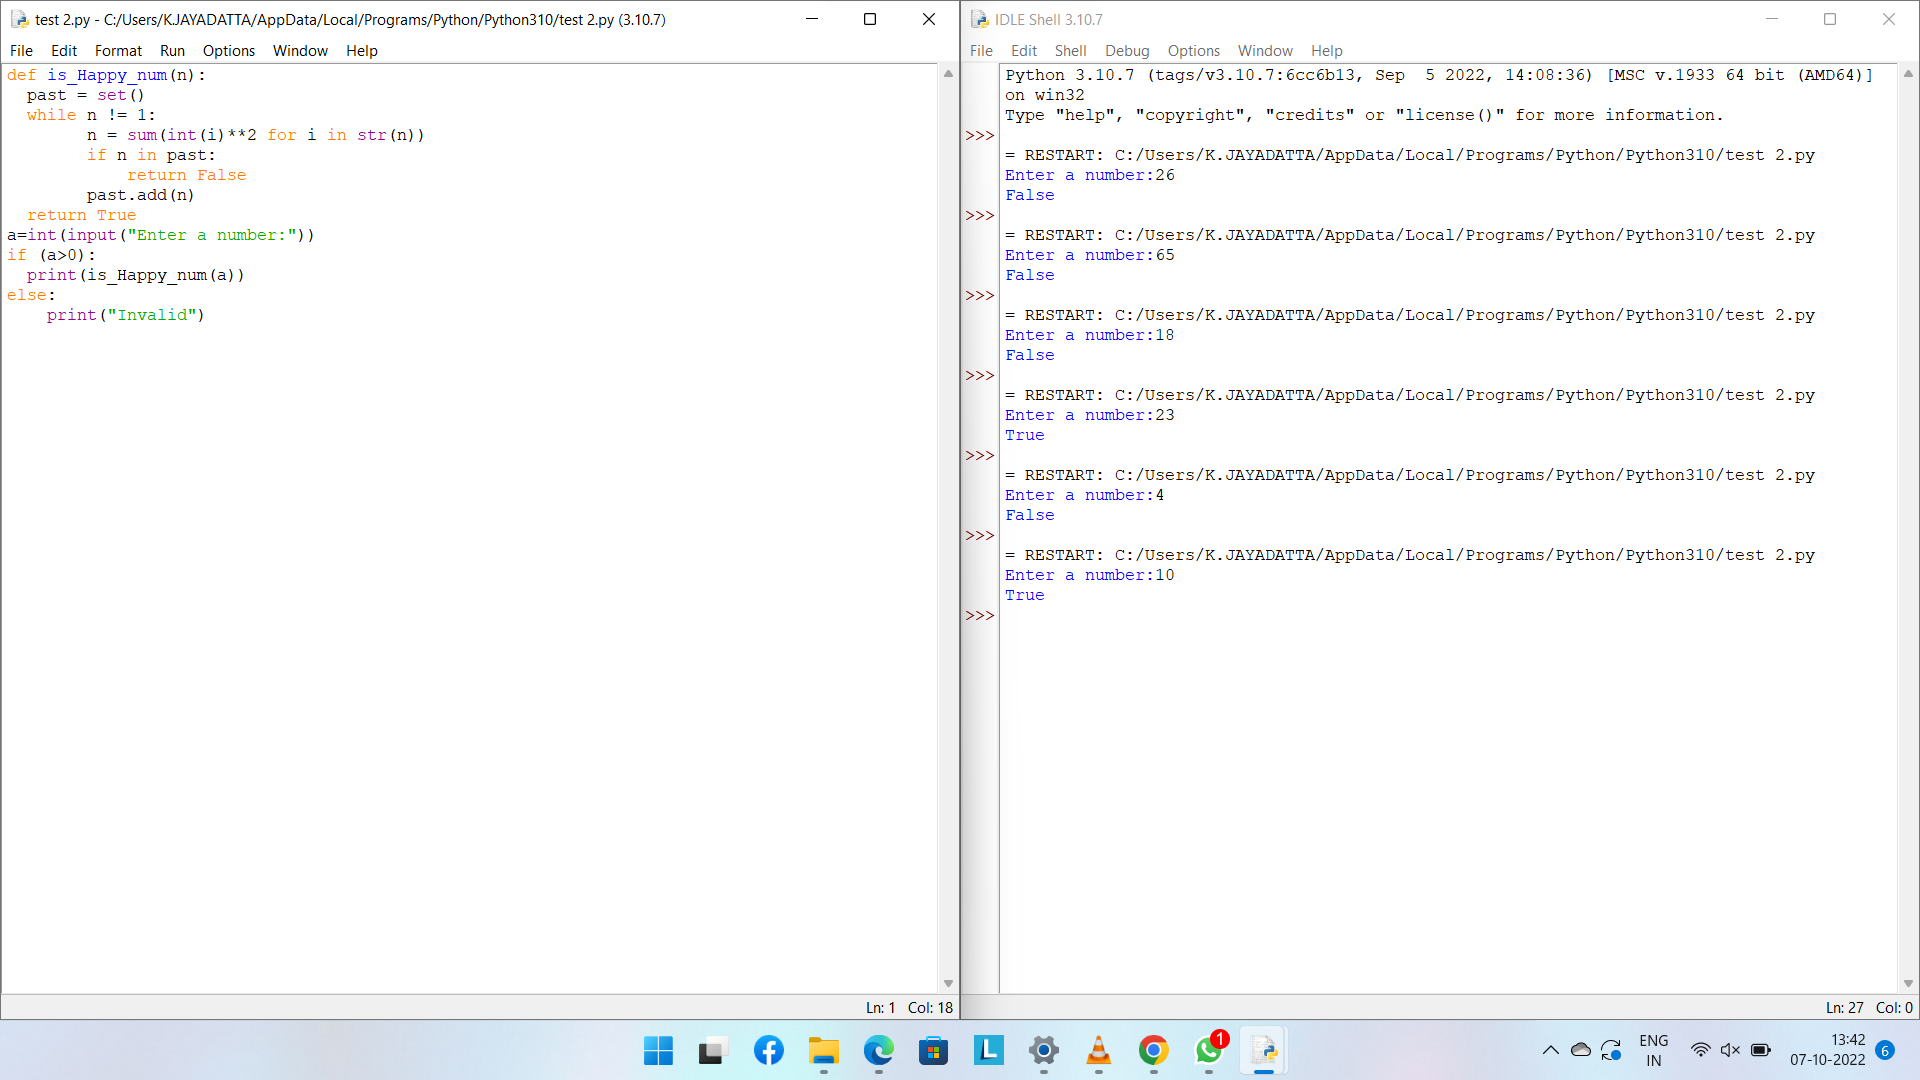 test 2.py - C:/Users/K.JAYADATTA/AppData/Local/Programs/Python/Python310/test 2.py (3.10.7)
File Edit Format Run Options Window Help
def is_Happy_num(n):
  past = set()
  while n != 1:
        n = sum(int(i)**2 for i in str(n))
        if n in past:
            return False
        past.add(n)
  return True
a=int(input("Enter a number:"))
if (a>0):
  print(is_Happy_num(a))
else:
    print("Invalid")
Ln: 1 Col: 18
IDLE Shell 3.10.7
File Edit Shell Debug Options Window Help
Python 3.10.7 (tags/v3.10.7:6cc6b13, Sep  5 2022, 14:08:36) [MSC v.1933 64 bit (AMD64)]
on win32
Type "help", "copyright", "credits" or "license()" for more information.
>>>
= RESTART: C:/Users/K.JAYADATTA/AppData/Local/Programs/Python/Python310/test 2.py
Enter a number:26
False
>>>
= RESTART: C:/Users/K.JAYADATTA/AppData/Local/Programs/Python/Python310/test 2.py
Enter a number:65
False
>>>
= RESTART: C:/Users/K.JAYADATTA/AppData/Local/Programs/Python/Python310/test 2.py
Enter a number:18
False
>>>
= RESTART: C:/Users/K.JAYADATTA/AppData/Local/Programs/Python/Python310/test 2.py
Enter a number:23
True
>>>
= RESTART: C:/Users/K.JAYADATTA/AppData/Local/Programs/Python/Python310/test 2.py
Enter a number:4
False
>>>
= RESTART: C:/Users/K.JAYADATTA/AppData/Local/Programs/Python/Python310/test 2.py
Enter a number:10
True
>>>
Ln: 27 Col: 0
L
1
ENG
IN
13:42
07-10-2022
6